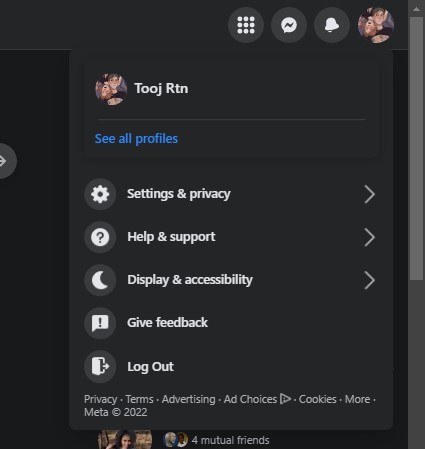 Tooj Rtn
See all profiles
Settings & privacy
Help & support
Display & accessibility
Give feedback
Log Out
Privacy · Terms · Advertising · Ad Choices · Cookies · More ·
Meta © 2022
4 mutual friends